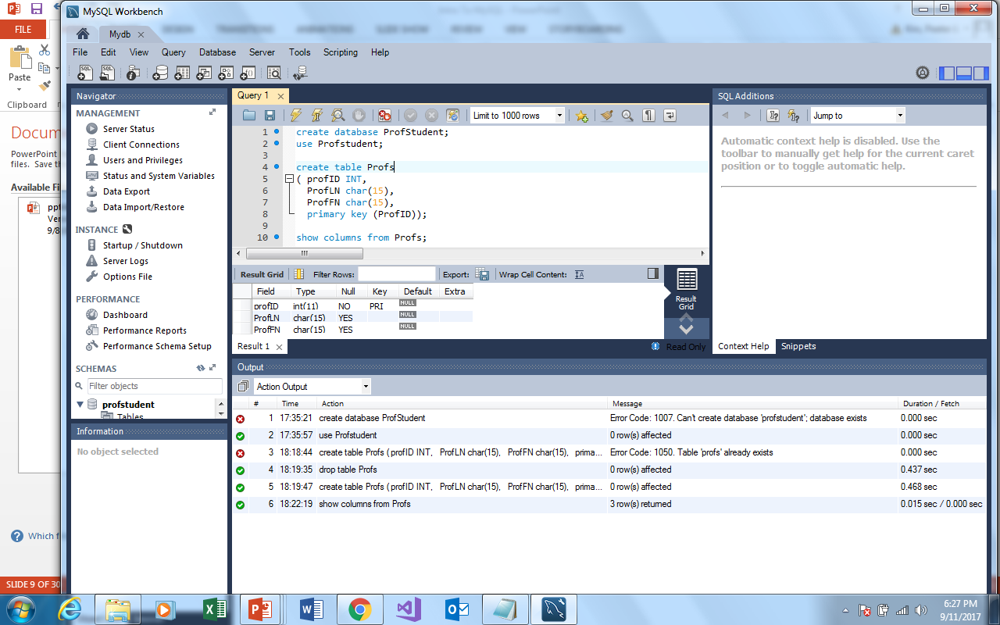 MySQL Workbench
FILE
Mydb
File Edit View Query Database Server Tools Scripting Help
Paste
Clipboard
Docum
PowerPoint
files. Save th
Available Fi
Ver
9/8
Which f
SLIDE 9 OF 30
Navigator
MANAGEMENT
Server Status
Client Connections
Users and Privileges
Status and System Variables
Data Export
Data Import/Restore
INSTANCE
Startup / Shutdown
Server Logs
Options File
PERFORMANCE
Dashboard
Performance Reports
Performance Schema Setup
SCHEMAS
Filter objects
profstudent
Tables
Information
No object selected
Query 1
Limit to 1000 rows
1 create database ProfStudent;
2 use Profstudent;
3
4 create table Profs
5 ( profID INT,
6 ProfLN char(15),
7 ProfFN char(15),
8 primary key (ProfID));
9
10 show columns from Profs;
Result Grid Filter Rows: Export: Wrap Cell Content:
Field Type Null Key Default Extra
profID int(11) NO PRI NULL
ProfLN char(15) YES NULL
ProfFN char(15) YES NULL
Result Grid
Result 1
Read Only
SQL Additions
Jump to
Automatic context help is disabled. Use the
toolbar to manually get help for the current caret
position or to toggle automatic help.
Context Help Snippets
Output
Action Output
# Time Action Message Duration / Fetch
1 17:35:21 create database ProfStudent Error Code: 1007. Can't create database 'profstudent'; database exists 0.000 sec
2 17:35:57 use Profstudent 0 row(s) affected 0.000 sec
3 18:18:44 create table Profs ( profID INT, ProfLN char(15), ProfFN char(15), prima... Error Code: 1050. Table 'profs' already exists 0.000 sec
4 18:19:35 drop table Profs 0 row(s) affected 0.437 sec
5 18:19:47 create table Profs ( profID INT, ProfLN char(15), ProfFN char(15), prima... 0 row(s) affected 0.468 sec
6 18:22:19 show columns from Profs 3 row(s) returned 0.015 sec / 0.000 sec
6:27 PM
9/11/2017